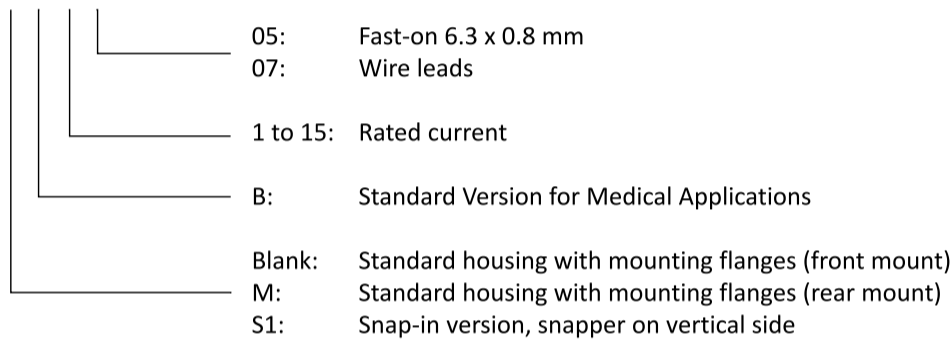 05: Fast-on 6.3 x 0.8 mm
07: Wire leads
1 to 15: Rated current
B: Standard Version for Medical Applications
Blank: Standard housing with mounting flanges (front mount)
M: Standard housing with mounting flanges (rear mount)
S1: Snap-in version, snapper on vertical side